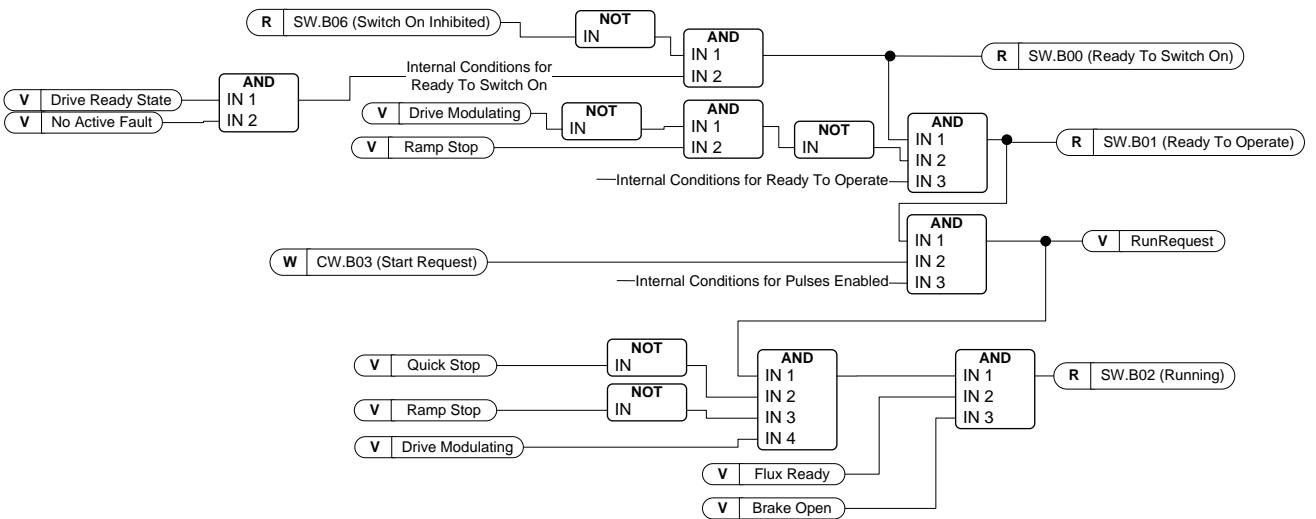 R SW.B06 (Switch On Inhibited)
NOT
IN
AND
IN 1
IN 2
R SW.B00 (Ready To Switch On)
Internal Conditions for
Ready To Switch On
V Drive Ready State
V No Active Fault
AND
IN 1
IN 2
V Drive Modulating
NOT
IN
V Ramp Stop
AND
IN 1
IN 2
NOT
IN
Internal Conditions for Ready To Operate
AND
IN 1
IN 2
IN 3
R SW.B01 (Ready To Operate)
W CW.B03 (Start Request)
Internal Conditions for Pulses Enabled
AND
IN 1
IN 2
IN 3
V RunRequest
V Quick Stop
NOT
IN
V Ramp Stop
NOT
IN
V Drive Modulating
AND
IN 1
IN 2
IN 3
IN 4
V Flux Ready
V Brake Open
AND
IN 1
IN 2
IN 3
R SW.B02 (Running)